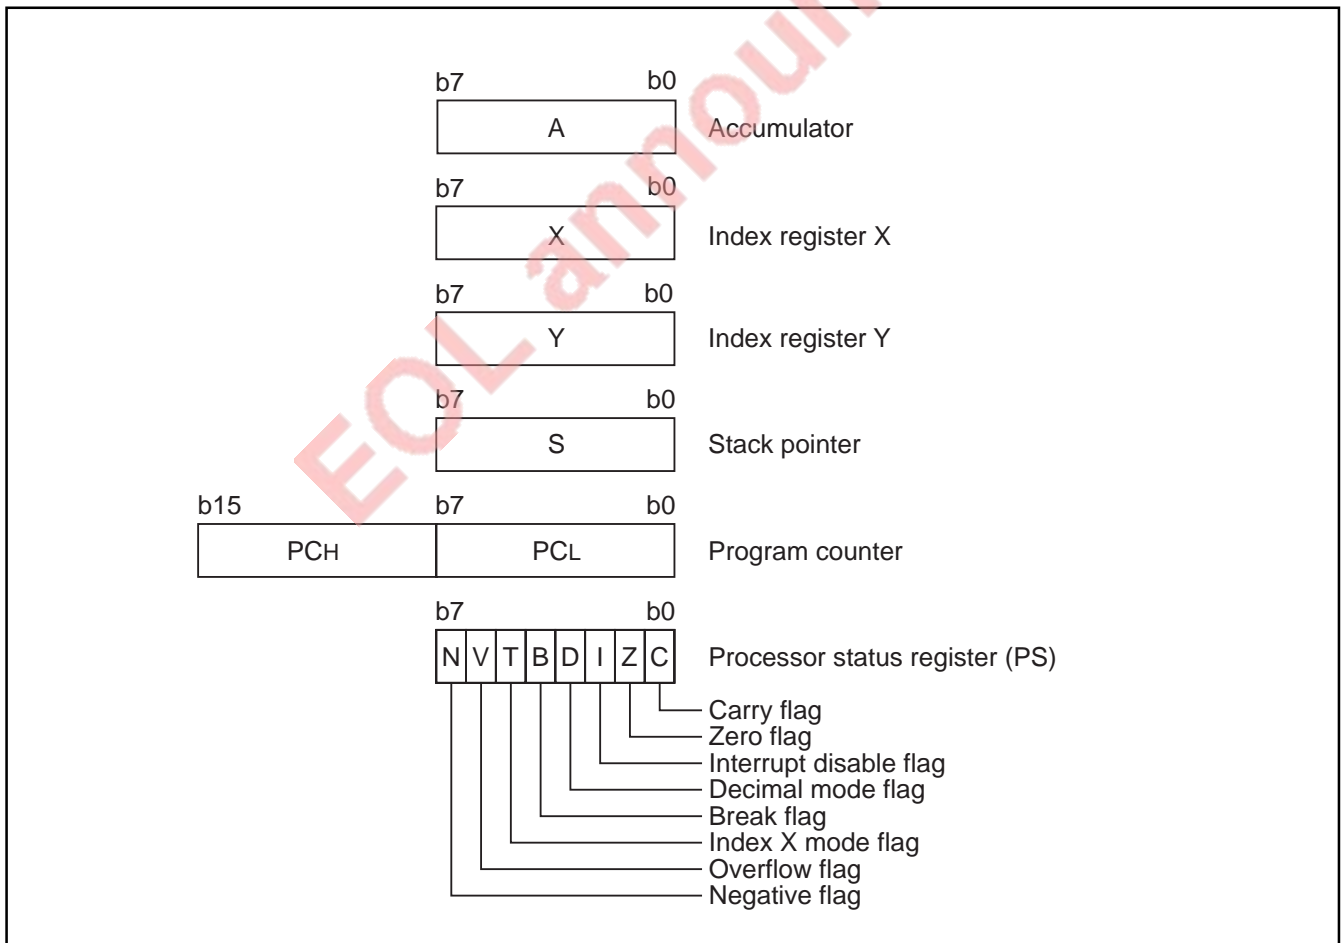 b7 b0
A Accumulator
b7 b0
X Index register X
b7 b0
Y Index register Y
b7 b0
S Stack pointer
b15 b7 b0
PCH PCL Program counter
b7 b0
N V T B D I Z C Processor status register (PS)
Carry flag
Zero flag
Interrupt disable flag
Decimal mode flag
Break flag
Index X mode flag
Overflow flag
Negative flag
EOL announ